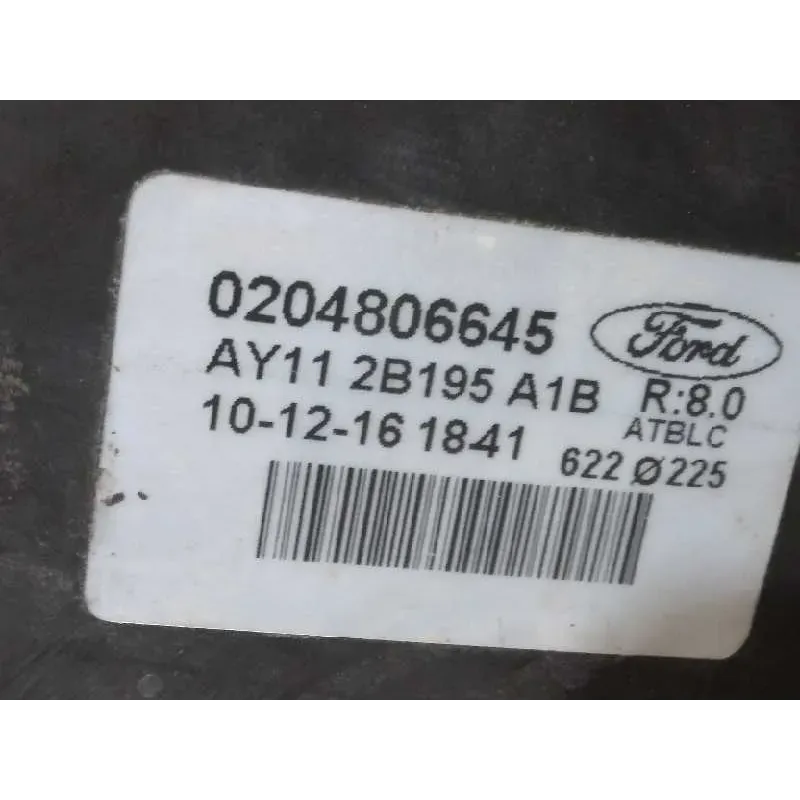 0204806645 Ford
AY11 2B195 A1B R:8.0
ATBLC
10-12-16 1841 622 Ø225